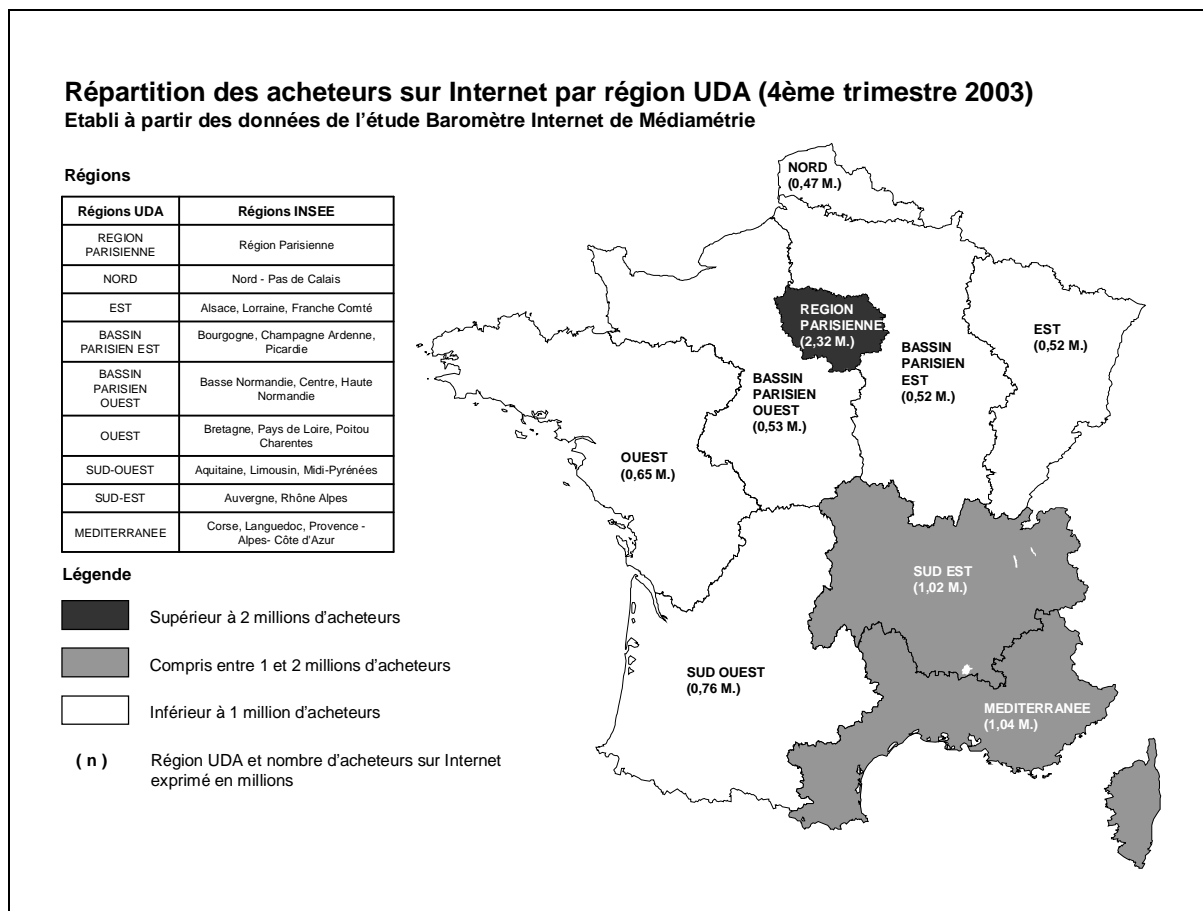 Répartition des acheteurs sur Internet par région UDA (4ème trimestre 2003)
Etabli à partir des données de l'étude Baromètre Internet de Médiamétrie
Régions
Régions UDA
Régions INSEE
REGION
PARISIENNE
Région Parisienne
NORD
Nord - Pas de Calais
EST
Alsace, Lorraine, Franche Comté
BASSIN
PARISIEN EST
Bourgogne, Champagne Ardenne,
Picardie
BASSIN
PARISIEN
OUEST
Basse Normandie, Centre, Haute
Normandie
OUEST
Bretagne, Pays de Loire, Poitou
Charentes
SUD-OUEST
Aquitaine, Limousin, Midi-Pyrénées
SUD-EST
Auvergne, Rhône Alpes
MEDITERRANEE
Corse, Languedoc, Provence -
Alpes- Côte d'Azur
Légende
Supérieur à 2 millions d'acheteurs
Compris entre 1 et 2 millions d'acheteurs
Inférieur à 1 million d'acheteurs
( n )
Région UDA et nombre d'acheteurs sur Internet
exprimé en millions
NORD
(0,47 M.)
REGION
PARISIENNE
(2,32 M.)
EST
(0,52 M.)
BASSIN
PARISIEN
EST
(0,52 M.)
BASSIN
PARISIEN
OUEST
(0,53 M.)
OUEST
(0,65 M.)
SUD EST
(1,02 M.)
SUD OUEST
(0,76 M.)
MEDITERRANEE
(1,04 M.)